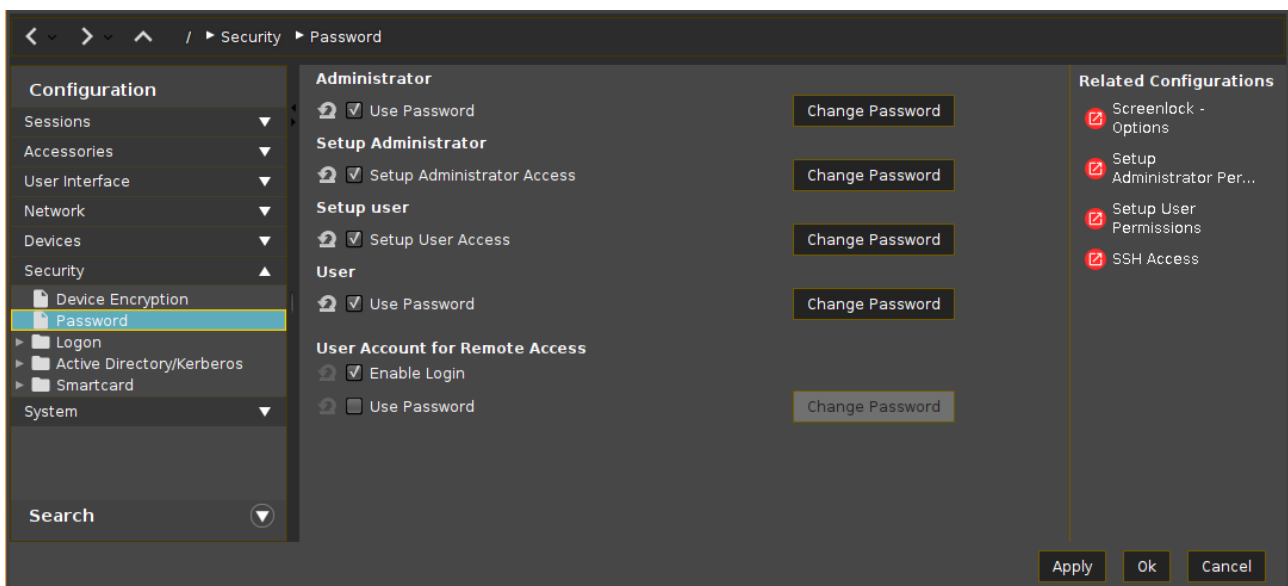 / Security Password
Configuration
Sessions
Accessories
User Interface
Network
Devices
Security
Device Encryption
Password
Logon
Active Directory/Kerberos
Smartcard
System
Search
Administrator
Use Password Change Password
Setup Administrator
Setup Administrator Access Change Password
Setup user
Setup User Access Change Password
User
Use Password Change Password
User Account for Remote Access
Enable Login
Use Password Change Password
Related Configurations
Screenlock -
Options
Setup
Administrator Per...
Setup User
Permissions
SSH Access
Apply Ok Cancel